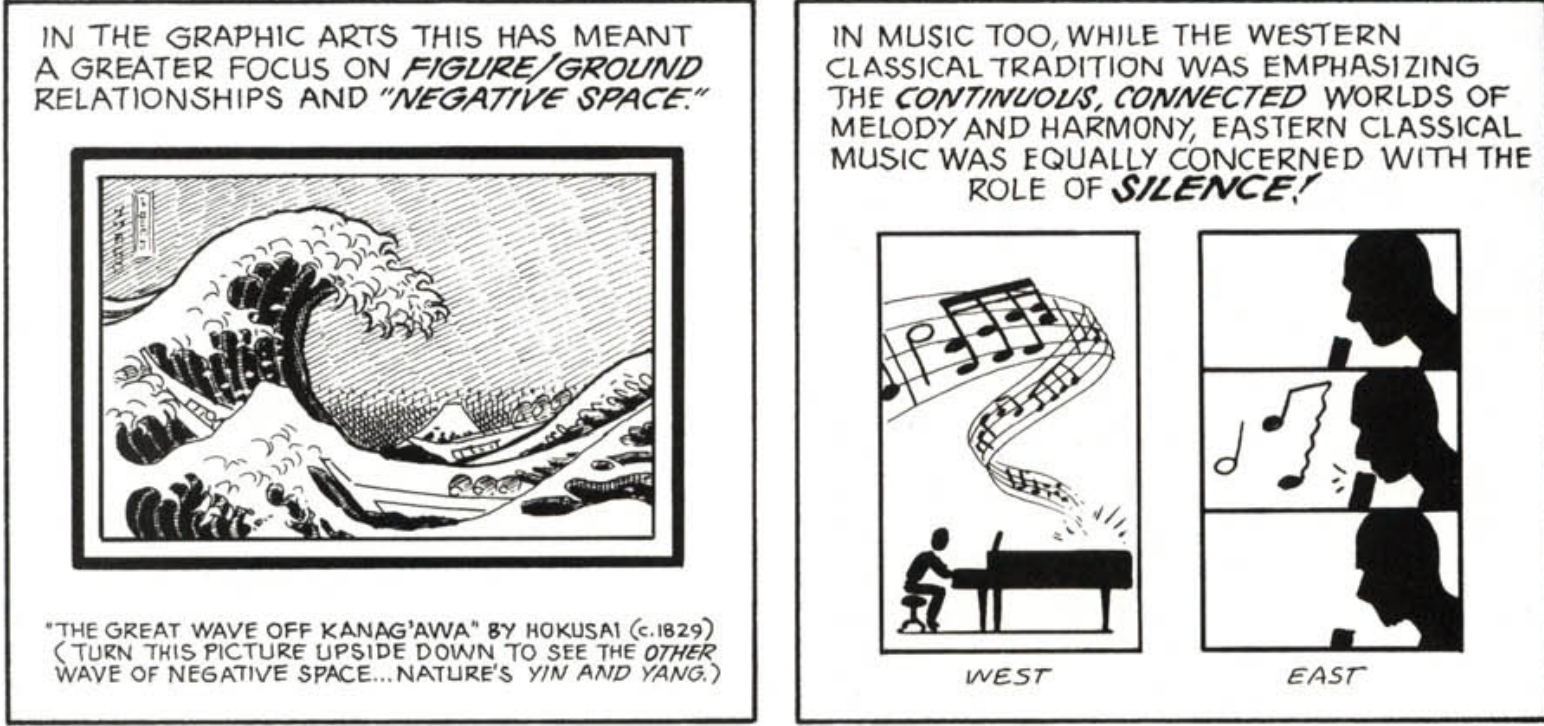 IN THE GRAPHIC ARTS THIS HAS MEANT
A GREATER FOCUS ON FIGURE/GROUND
RELATIONSHIPS AND "NEGATIVE SPACE."
"THE GREAT WAVE OFF KANAG'AWA" BY HOKUSAI (c.1829)
(TURN THIS PICTURE UPSIDE DOWN TO SEE THE OTHER
WAVE OF NEGATIVE SPACE...NATURE'S YIN AND YANG.)
IN MUSIC TOO, WHILE THE WESTERN
CLASSICAL TRADITION WAS EMPHASIZING
THE CONTINUOUS, CONNECTED WORLDS OF
MELODY AND HARMONY, EASTERN CLASSICAL
MUSIC WAS EQUALLY CONCERNED WITH THE
ROLE OF SILENCE!
WEST
EAST